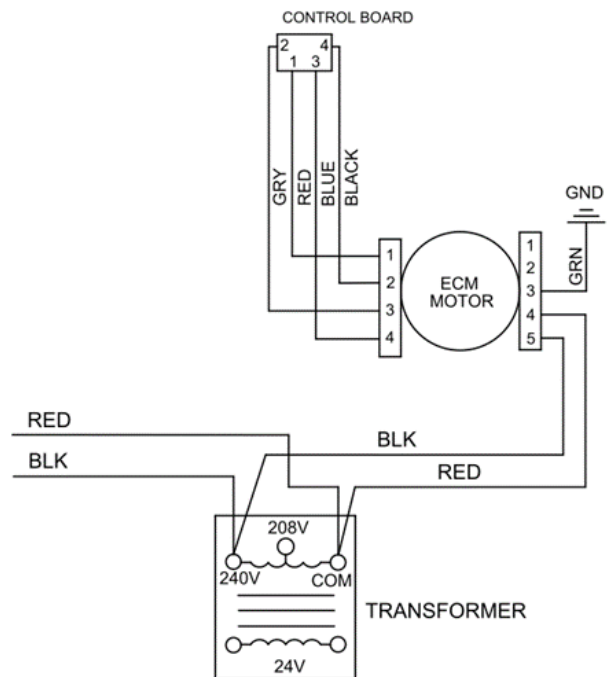 CONTROL BOARD
2 4
1 3
GRY
RED
BLUE
BLACK
GND
GRN
1
2
3
4
ECM
MOTOR
1
2
3
4
5
RED
BLK
BLK
RED
208V
240V COM
TRANSFORMER
24V